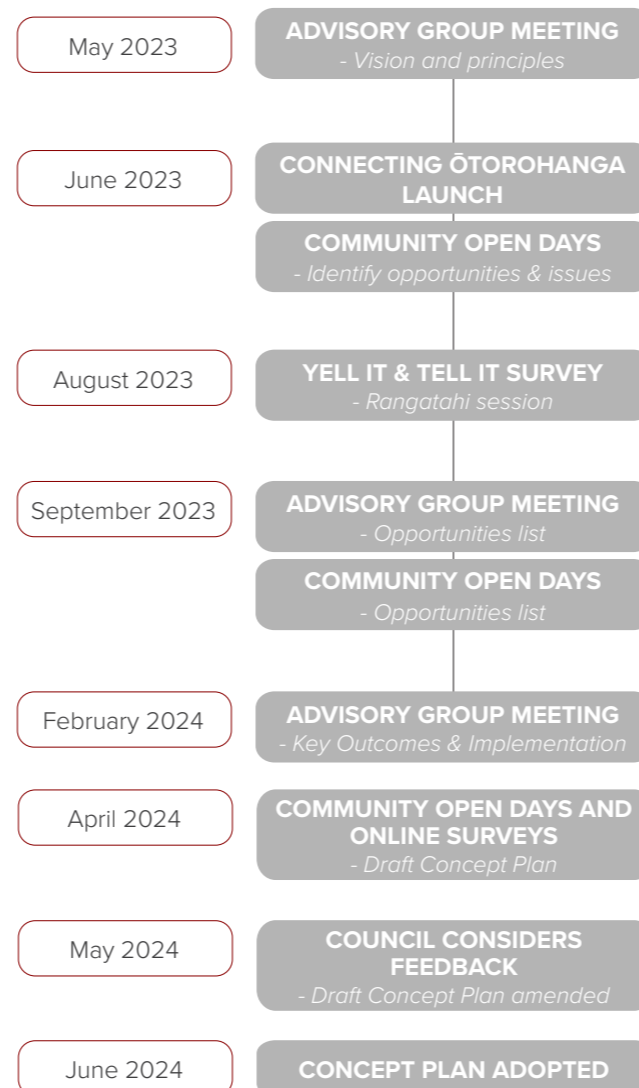 May 2023
ADVISORY GROUP MEETING
- Vision and principles
June 2023
CONNECTING ŌTOROHANGA
LAUNCH
COMMUNITY OPEN DAYS
- Identify opportunities & issues
August 2023
YELL IT & TELL IT SURVEY
- Rangatahi session
September 2023
ADVISORY GROUP MEETING
- Opportunities list
COMMUNITY OPEN DAYS
- Opportunities list
February 2024
ADVISORY GROUP MEETING
- Key Outcomes & Implementation
April 2024
COMMUNITY OPEN DAYS AND
ONLINE SURVEYS
- Draft Concept Plan
May 2024
COUNCIL CONSIDERS
FEEDBACK
- Draft Concept Plan amended
June 2024
CONCEPT PLAN ADOPTED